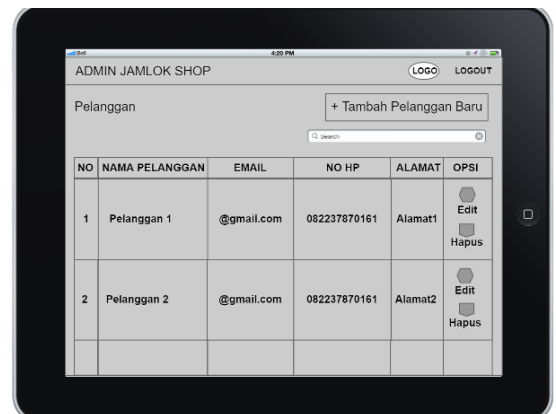 Bell 4:20 PM
ADMIN JAMLOK SHOP LOGO LOGOUT
Pelanggan + Tambah Pelanggan Baru
Search
NO NAMA PELANGGAN EMAIL NO HP ALAMAT OPSI
1 Pelanggan 1 @gmail.com 082237870161 Alamat1 Edit
Hapus
2 Pelanggan 2 @gmail.com 082237870161 Alamat2 Edit
Hapus